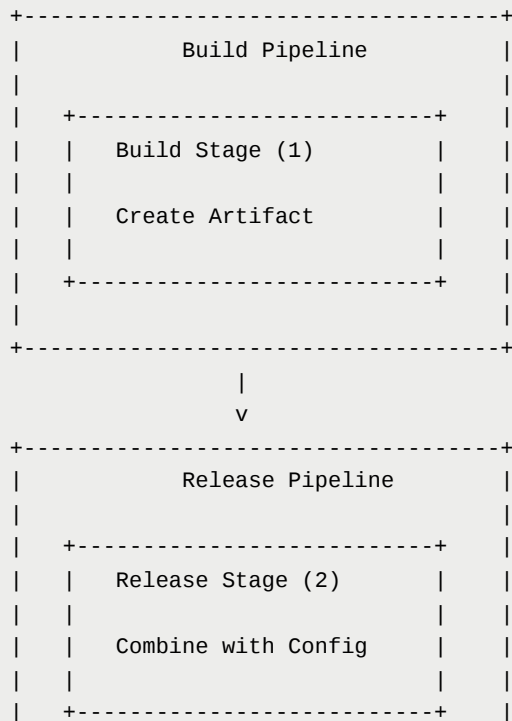 +-----------------------------------+
|            Build Pipeline         |
|                                   |
|   +---------------------------+   |
|   |   Build Stage (1)         |   |
|   |                           |   |
|   |   Create Artifact         |   |
|   |                           |   |
|   +---------------------------+   |
|                                   |
+-----------------------------------+
                 |
                 v
+-----------------------------------+
|            Release Pipeline       |
|                                   |
|   +---------------------------+   |
|   |   Release Stage (2)       |   |
|   |                           |   |
|   |   Combine with Config     |   |
|   |                           |   |
|   +---------------------------+   |